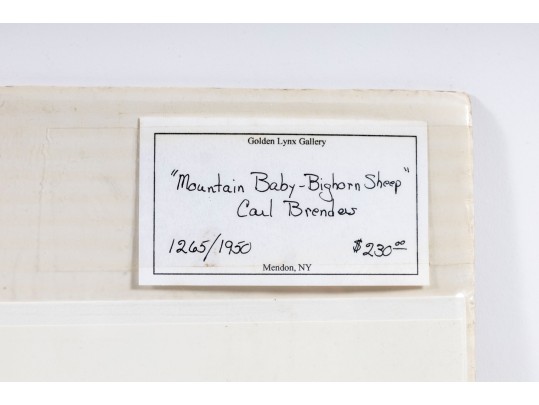 Golden Lynx Gallery
"Mountain Baby-Bighorn Sheep"
Carl Brenders
1265/1950 $230.00
Mendon, NY